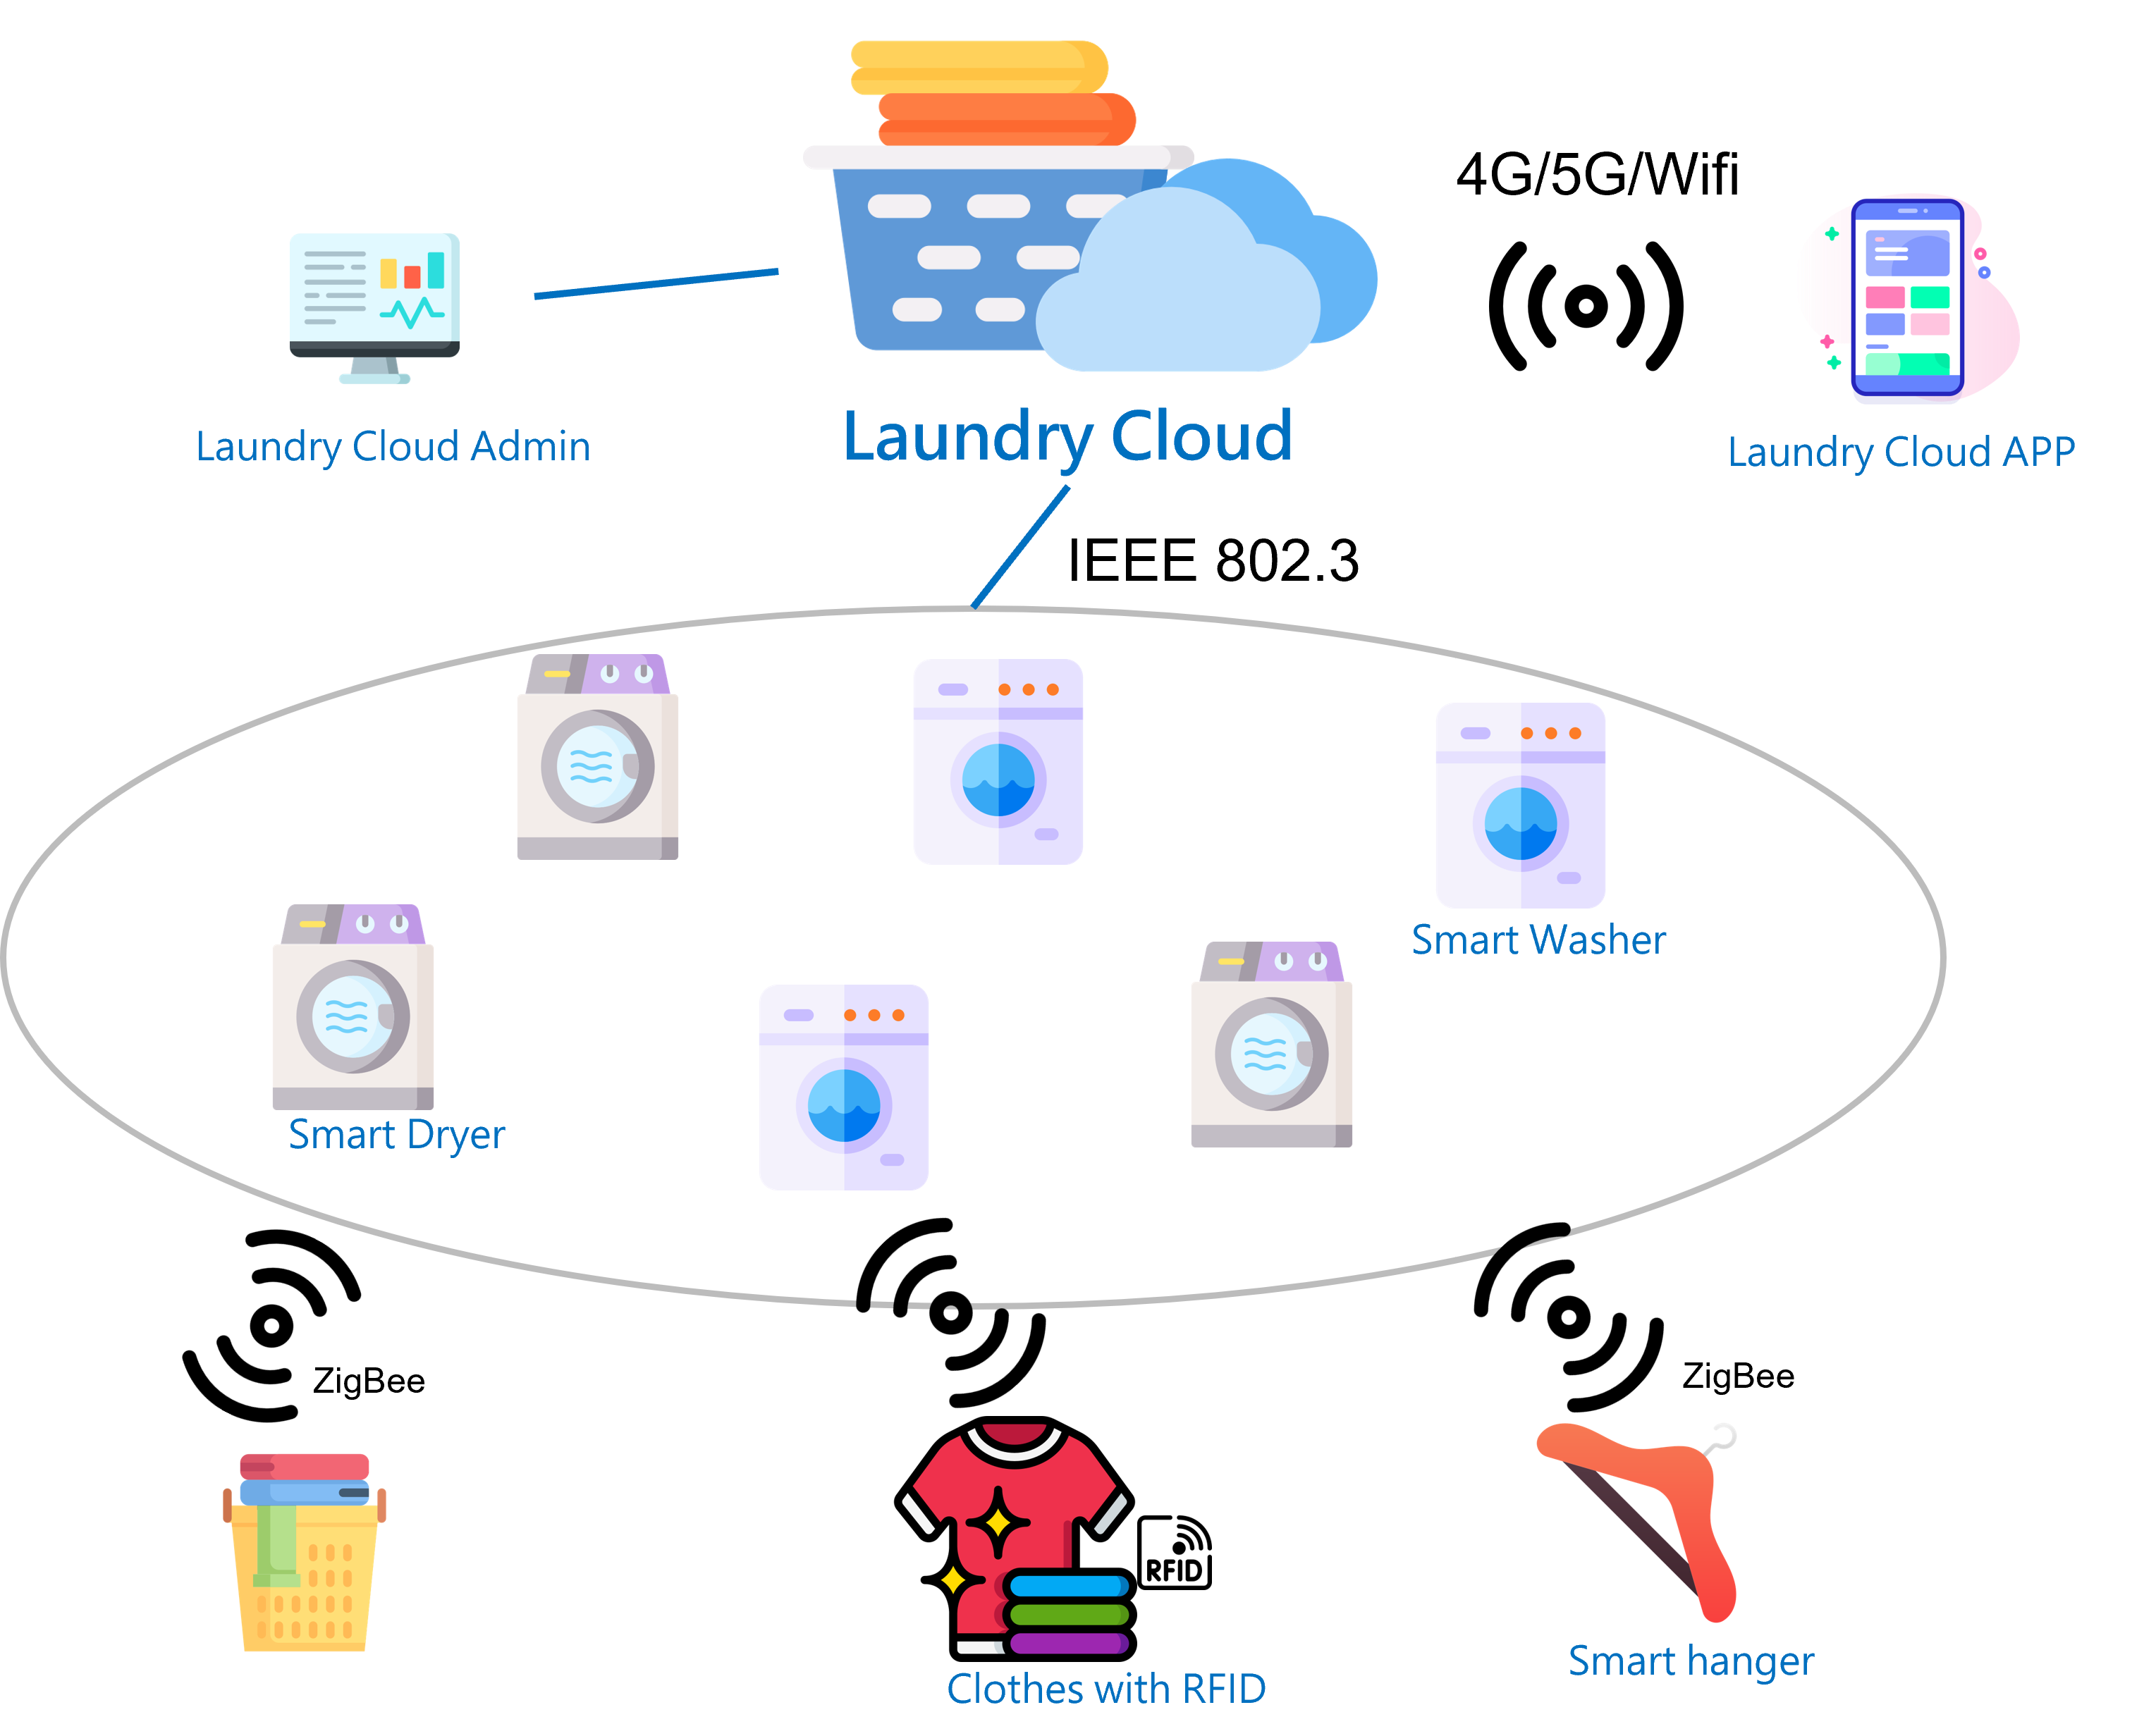 4G/5G/Wifi
Laundry Cloud Admin
Laundry Cloud
Laundry Cloud APP
IEEE 802.3
Smart Washer
Smart Dryer
ZigBee
ZigBee
RFID
Smart hanger
Clothes with RFID